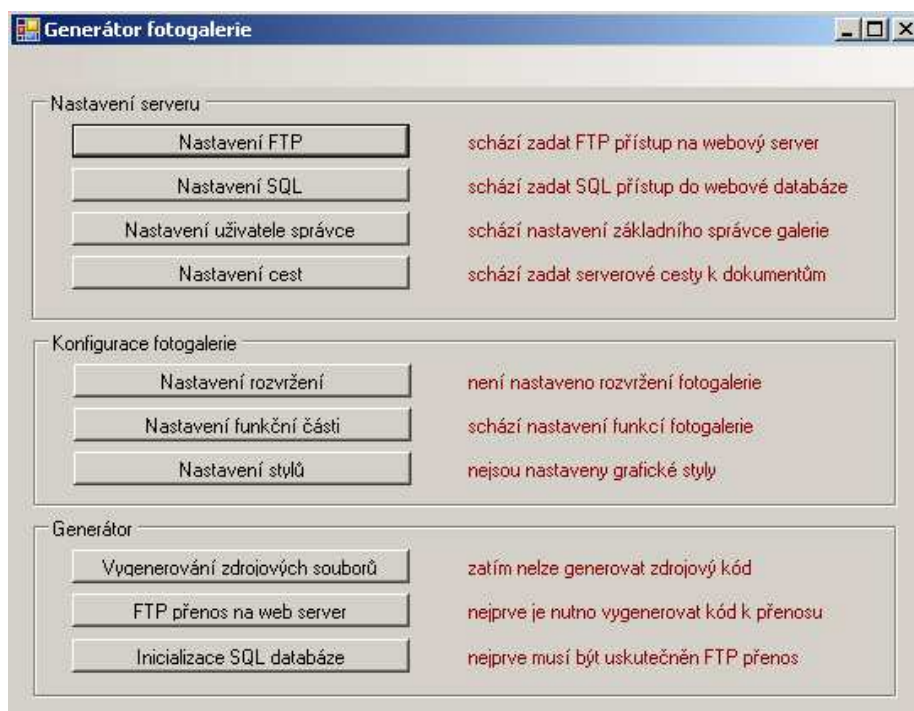 Generátor fotogalerie
Nastavení serveru
Nastavení FTP schází zadat FTP přístup na webový server
Nastavení SQL schází zadat SQL přístup do webové databáze
Nastavení uživatele správce schází nastavení základního správce galerie
Nastavení cest schází zadat serverové cesty k dokumentům
Konfigurace fotogalerie
Nastavení rozvržení není nastaveno rozvržení fotogalerie
Nastavení funkční části schází nastavení funkcí fotogalerie
Nastavení stylů nejsou nastaveny grafické styly
Generátor
Vygenerování zdrojových souborů zatím nelze generovat zdrojový kód
FTP přenos na web server nejprve je nutno vygenerovat kód k přenosu
Inicializace SQL databáze nejprve musí být uskutečněn FTP přenos